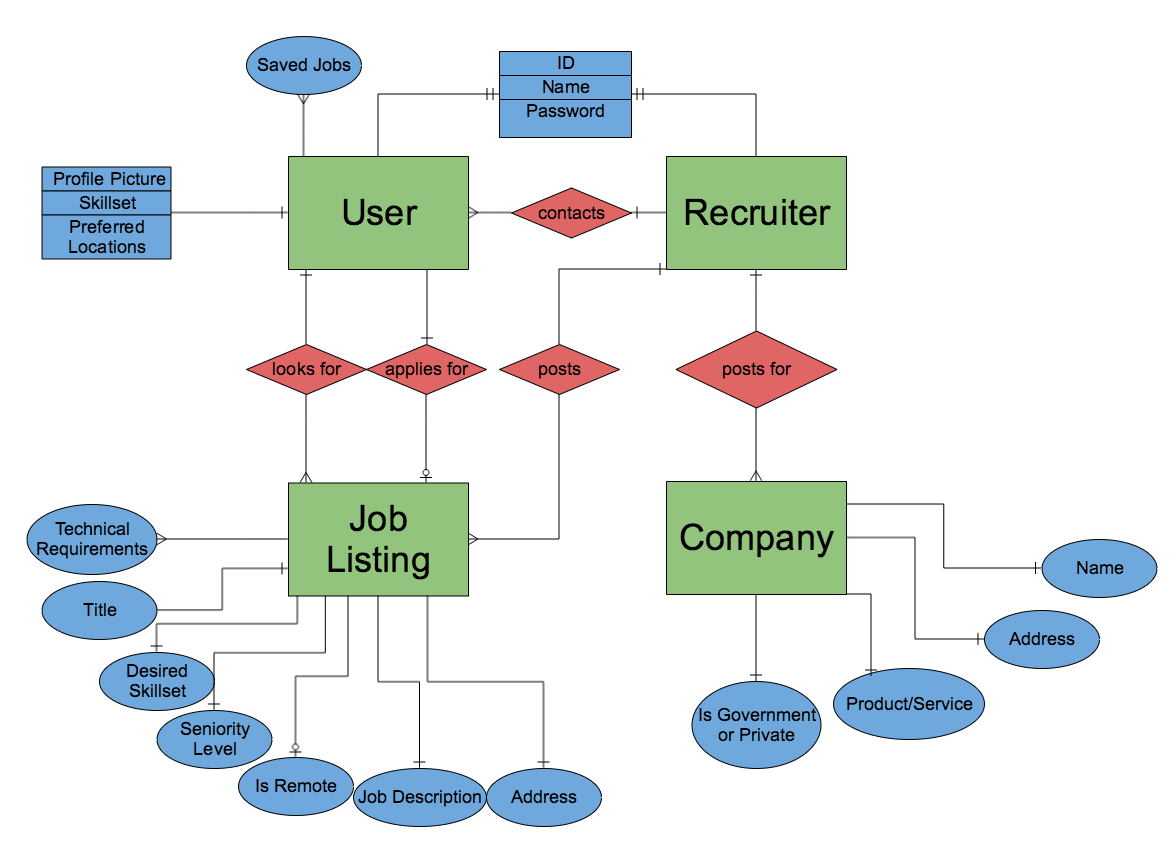 Saved Jobs
ID
Name
Password
Profile Picture
Skillset
Preferred
Locations
User
contacts
Recruiter
looks for
applies for
posts
posts for
Job
Listing
Company
Technical
Requirements
Title
Desired
Skillset
Seniority
Level
Is Remote
Job Description
Address
Name
Address
Product/Service
Is Government
or Private